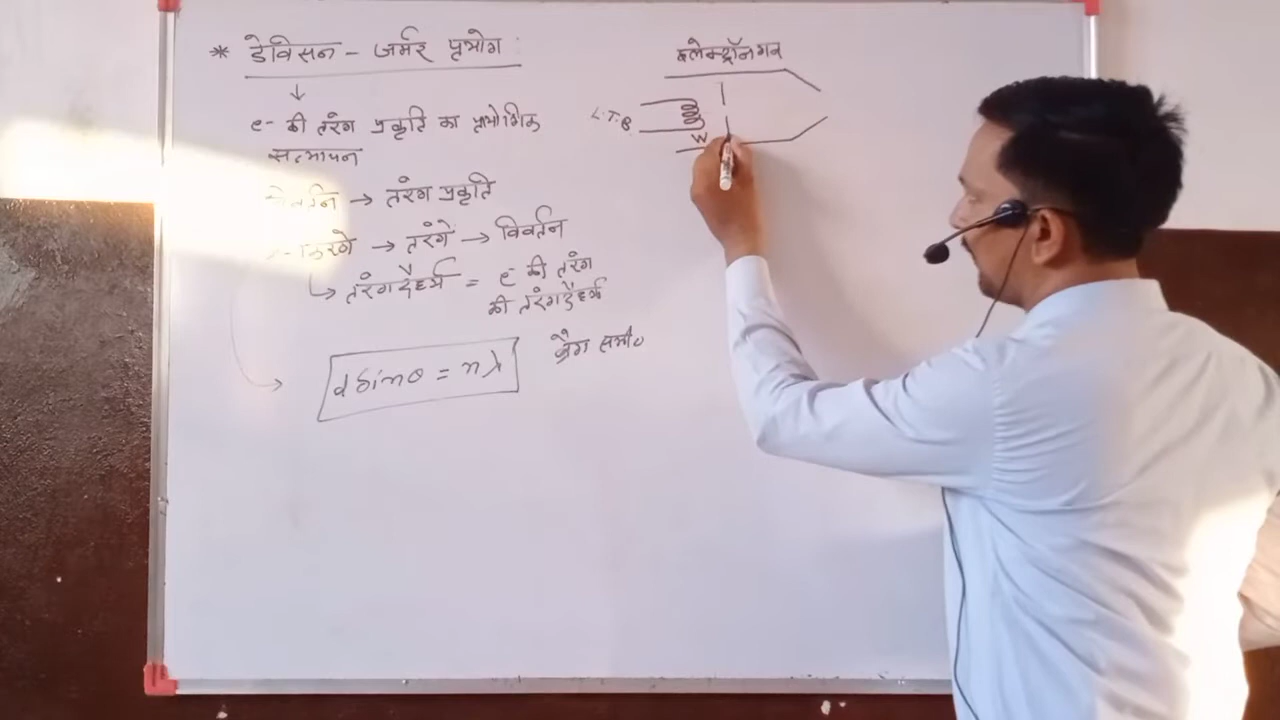 * डेविसन - जर्मर प्रयोग :
↓
e- की तरंग प्रकृति का प्रायोगिक
सत्यापन
→ तरंग प्रकृति
→ तरंगे → विवर्तन
↳ तरंगदैर्ध्य = e- की तरंग
की तरंगदैर्ध्य
d sinθ = nλ
ब्रैग समी०
इलेक्ट्रॉनगन
L.T.B
W